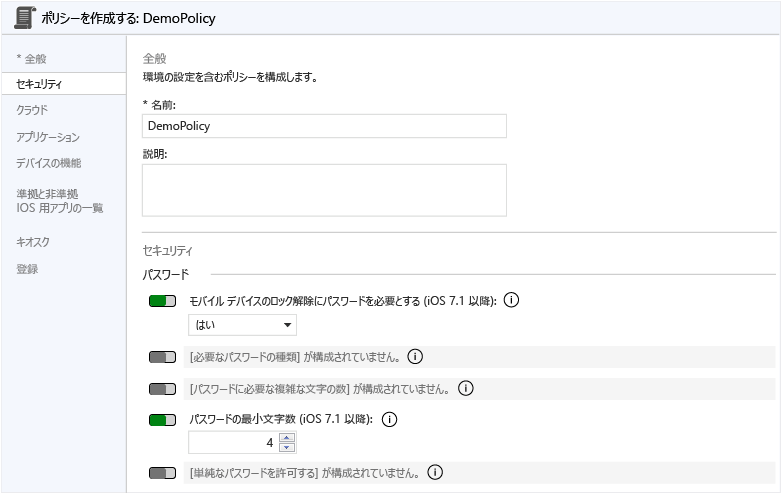 ポリシーを作成する: DemoPolicy
* 全般
セキュリティ
クラウド
アプリケーション
デバイスの機能
準拠と非準拠
IOS 用アプリの一覧
キオスク
登録
全般
環境の設定を含むポリシーを構成します。
* 名前:
DemoPolicy
説明:
セキュリティ
パスワード
モバイル デバイスのロック解除にパスワードを必要とする (iOS 7.1 以降):
はい
[必要なパスワードの種類] が構成されていません。
[パスワードに必要な複雑な文字の数] が構成されていません。
パスワードの最小文字数 (iOS 7.1 以降):
4
[単純なパスワードを許可する] が構成されていません。